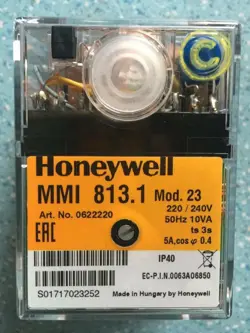 C
Honeywell
MMI 813.1 Mod. 23
Art. No. 0622220
220 / 240V
50Hz 10VA
ts 3s
5A,cos φ 0.4
EAC
IP40
EC-P.I.N.0063A06850
S01717023252
Made in Hungary by Honeywell